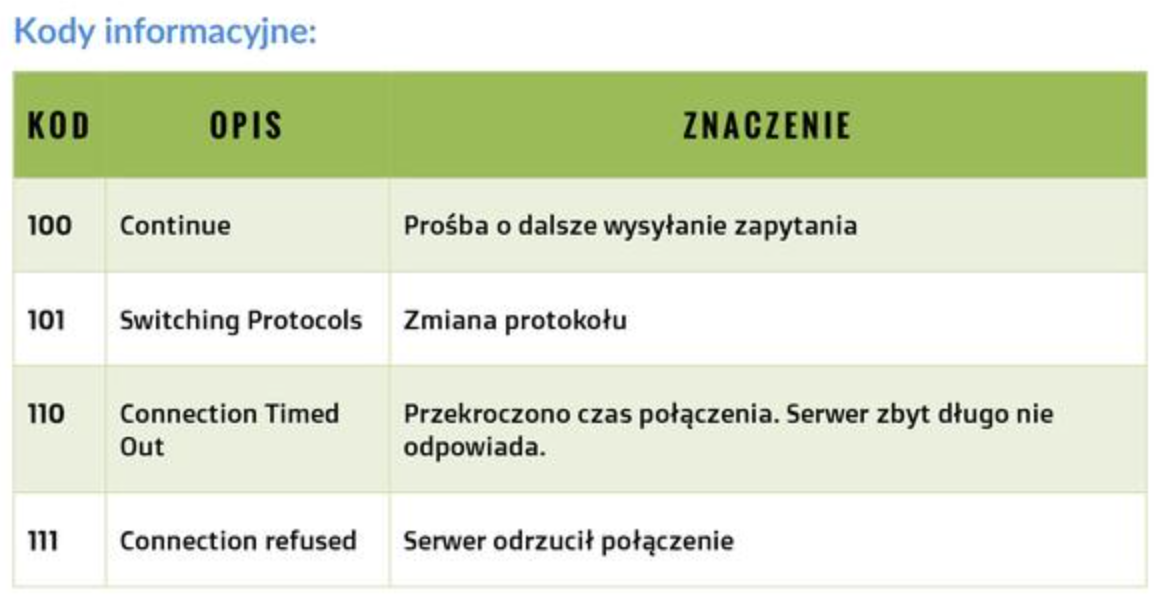 Kody informacyjne:
KOD OPIS ZNACZENIE
100 Continue Prośba o dalsze wysyłanie zapytania
101 Switching Protocols Zmiana protokołu
110 Connection Timed Przekroczono czas połączenia. Serwer zbyt długo nie
Out odpowiada.
111 Connection refused Serwer odrzucił połączenie